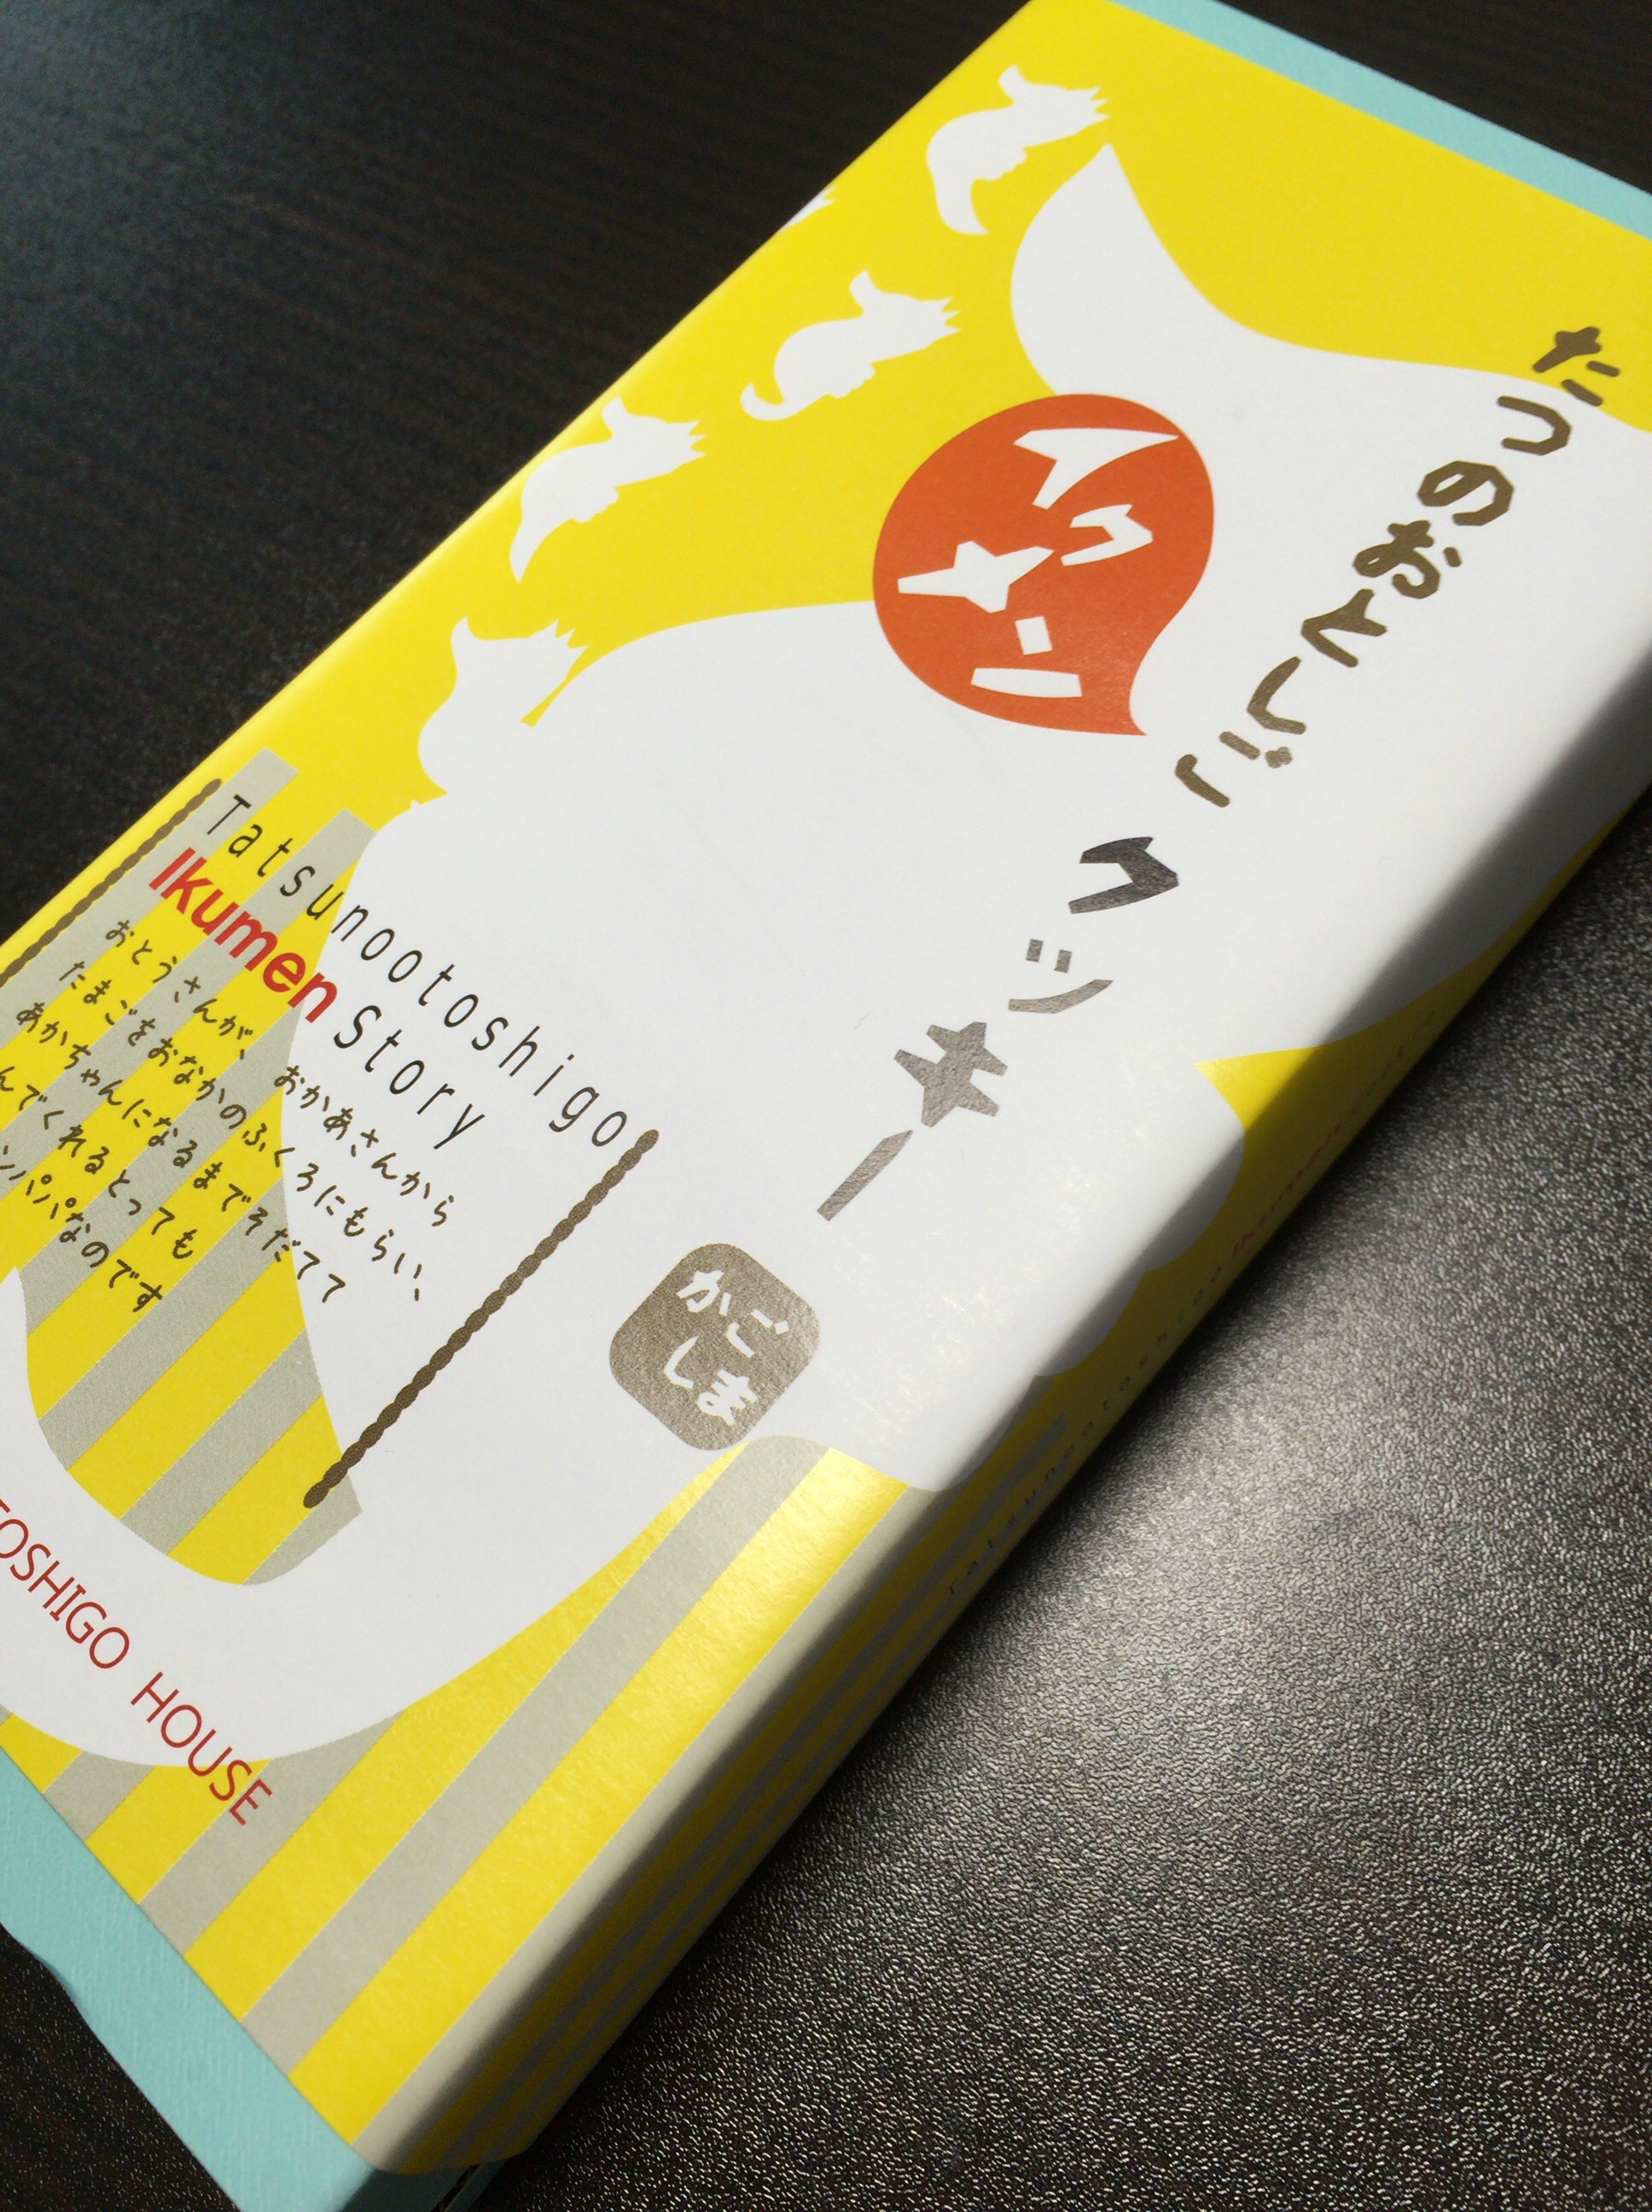 たつのおとしご
クッキー
イクメン
かご
しま
Tatsunootoshigo
Ikumen Story
おとうさんが、おかあさんから
たまごをおなかのふくろにもらい、
あかちゃんになるまでそだてて
んでくれるとっても
ンパパなのです
TOSHIGO HOUSE
Tatsunootoshigo Ikumen Story